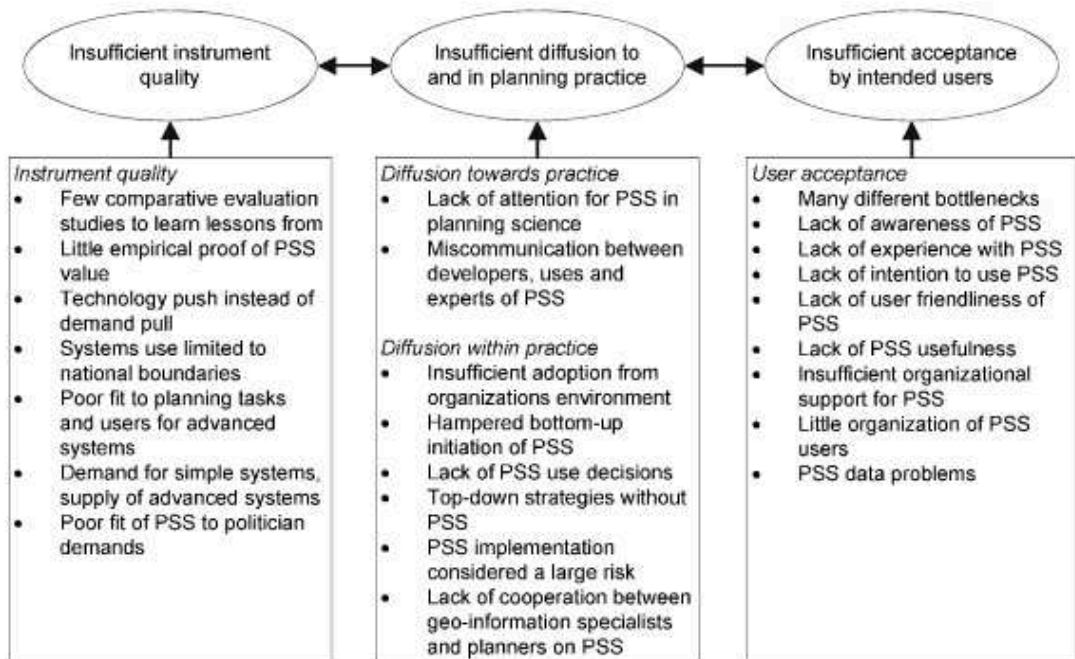 Insufficient instrument
quality
Insufficient diffusion to
and in planning practice
Insufficient acceptance
by intended users
Instrument quality
• Few comparative evaluation
studies to learn lessons from
• Little empirical proof of PSS
value
• Technology push instead of
demand pull
• Systems use limited to
national boundaries
• Poor fit to planning tasks
and users for advanced
systems
• Demand for simple systems,
supply of advanced systems
• Poor fit of PSS to politician
demands
Diffusion towards practice
• Lack of attention for PSS in
planning science
• Miscommunication between
developers, uses and
experts of PSS
Diffusion within practice
• Insufficient adoption from
organizations environment
• Hampered bottom-up
initiation of PSS
• Lack of PSS use decisions
• Top-down strategies without
PSS
• PSS implementation
considered a large risk
• Lack of cooperation between
geo-information specialists
and planners on PSS
User acceptance
• Many different bottlenecks
• Lack of awareness of PSS
• Lack of experience with PSS
• Lack of intention to use PSS
• Lack of user friendliness of
PSS
• Lack of PSS usefulness
• Insufficient organizational
support for PSS
• Little organization of PSS
users
• PSS data problems